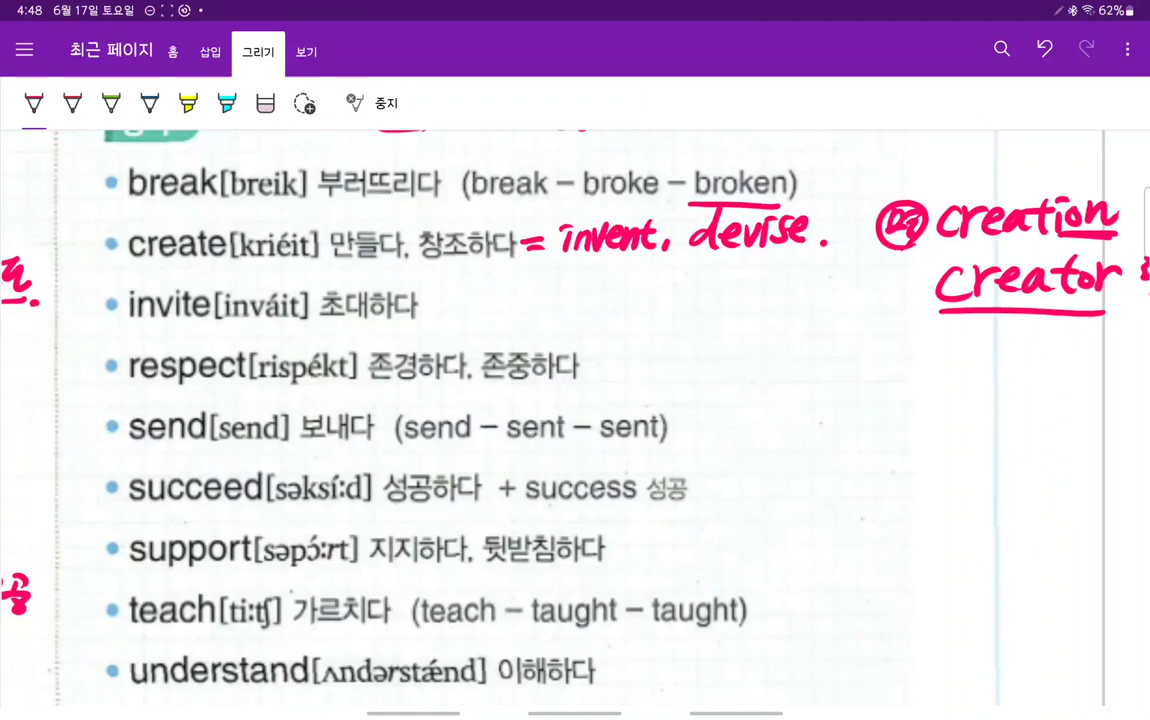 4:48 6월 17일 토요일 62%
최근 페이지 홈 삽입 그리기 보기
중지
break[breik] 부러뜨리다 (break – broke – broken)
create[kriéit] 만들다, 창조하다 = invent, devise. creation
creator
invite[inváit] 초대하다
respect[rispékt] 존경하다, 존중하다
send[send] 보내다 (send – sent – sent)
succeed[səksíːd] 성공하다 + success 성공
support[səpɔ́ːrt] 지지하다, 뒷받침하다
teach[tiːtʃ] 가르치다 (teach – taught – taught)
understand[ʌndərstǽnd] 이해하다